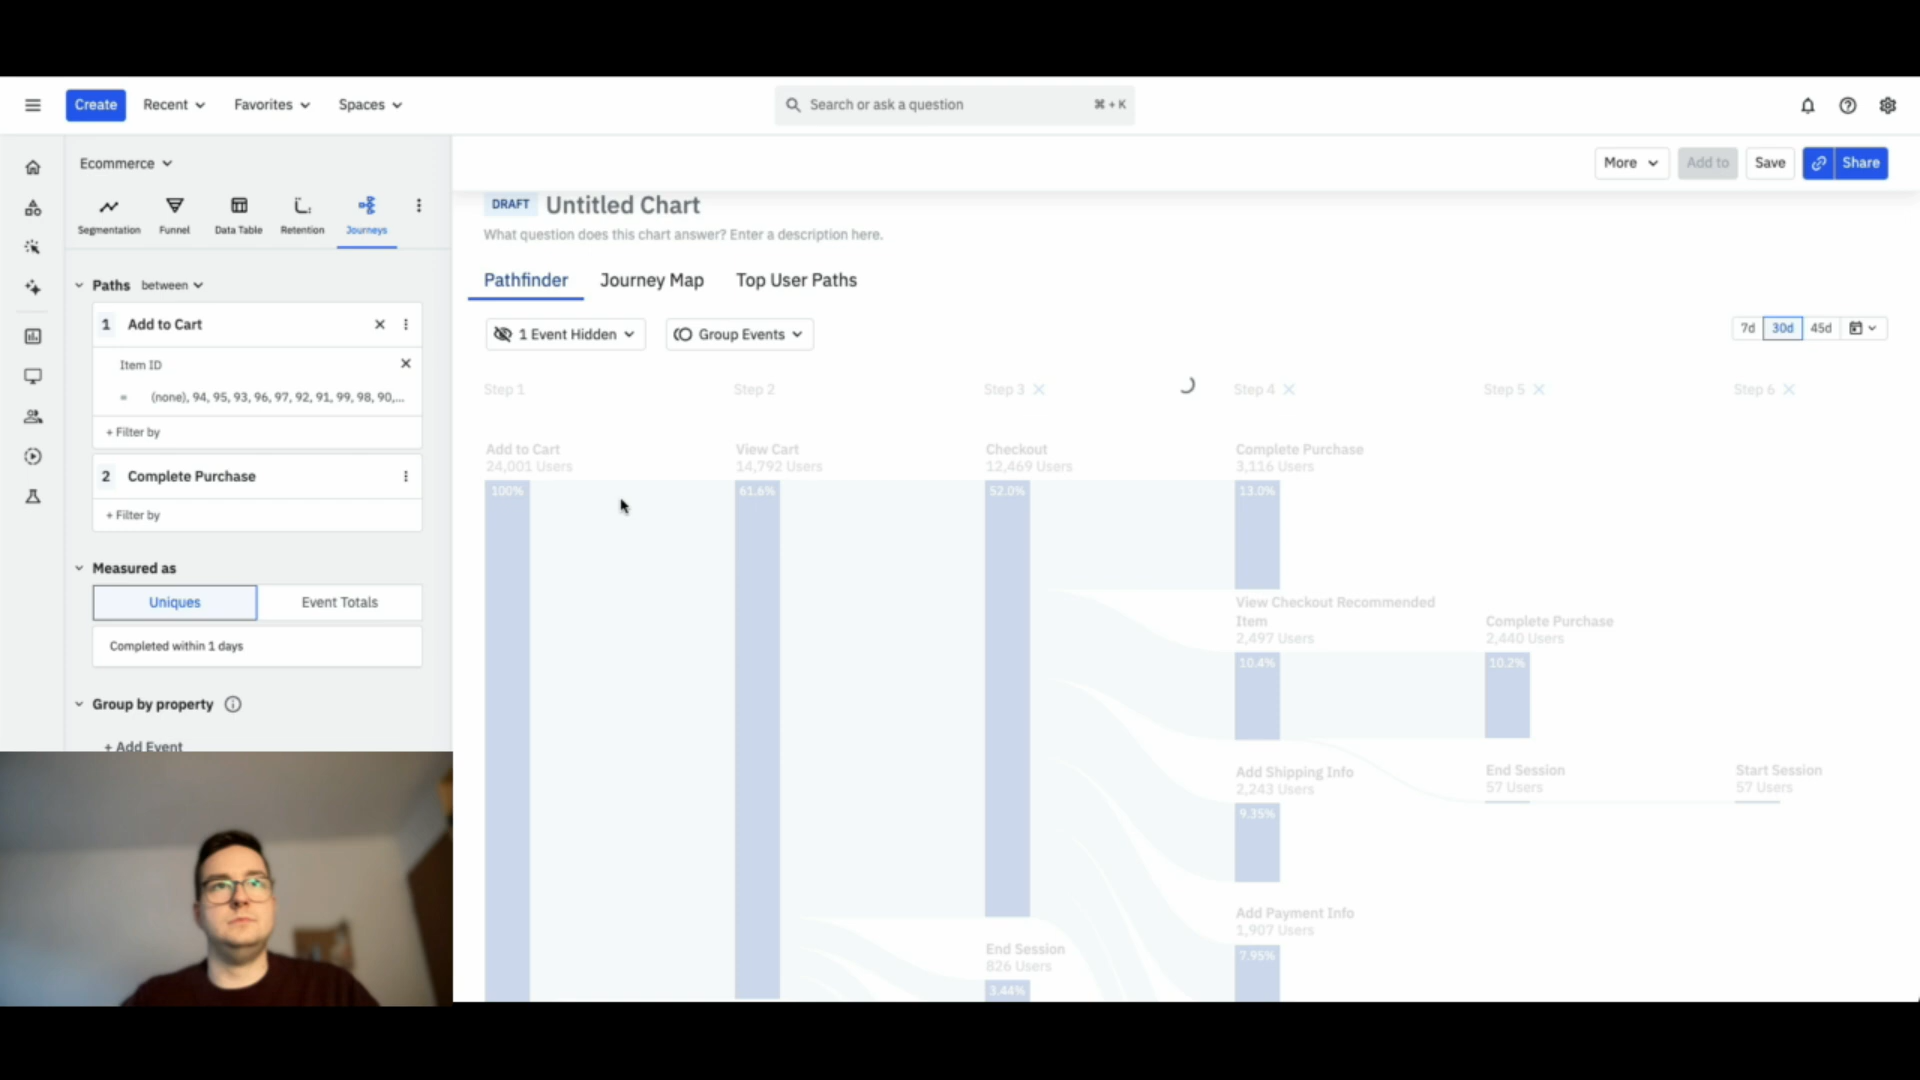 Create
Recent
Favorites
Spaces
Search or ask a question
⌘ + K
Ecommerce
More
Add to
Save
Share
Segmentation
Funnel
Data Table
Retention
Journeys
DRAFT
Untitled Chart
What question does this chart answer? Enter a description here.
Pathfinder
Journey Map
Top User Paths
Paths between
1 Add to Cart
Item ID
= (none), 94, 95, 93, 96, 97, 92, 91, 99, 98, 90,...
+ Filter by
2 Complete Purchase
+ Filter by
Measured as
Uniques
Event Totals
Completed within 1 days
Group by property
+ Add Event
1 Event Hidden
Group Events
7d
30d
45d
Step 1
Step 2
Step 3
Step 4
Step 5
Step 6
Add to Cart
24,001 Users
100%
View Cart
14,792 Users
61.6%
Checkout
12,469 Users
52.0%
Complete Purchase
3,116 Users
13.0%
View Checkout Recommended
Item
2,497 Users
10.4%
Complete Purchase
2,440 Users
10.2%
Add Shipping Info
2,243 Users
9.35%
End Session
57 Users
Start Session
57 Users
Add Payment Info
1,907 Users
7.95%
End Session
826 Users
3.44%